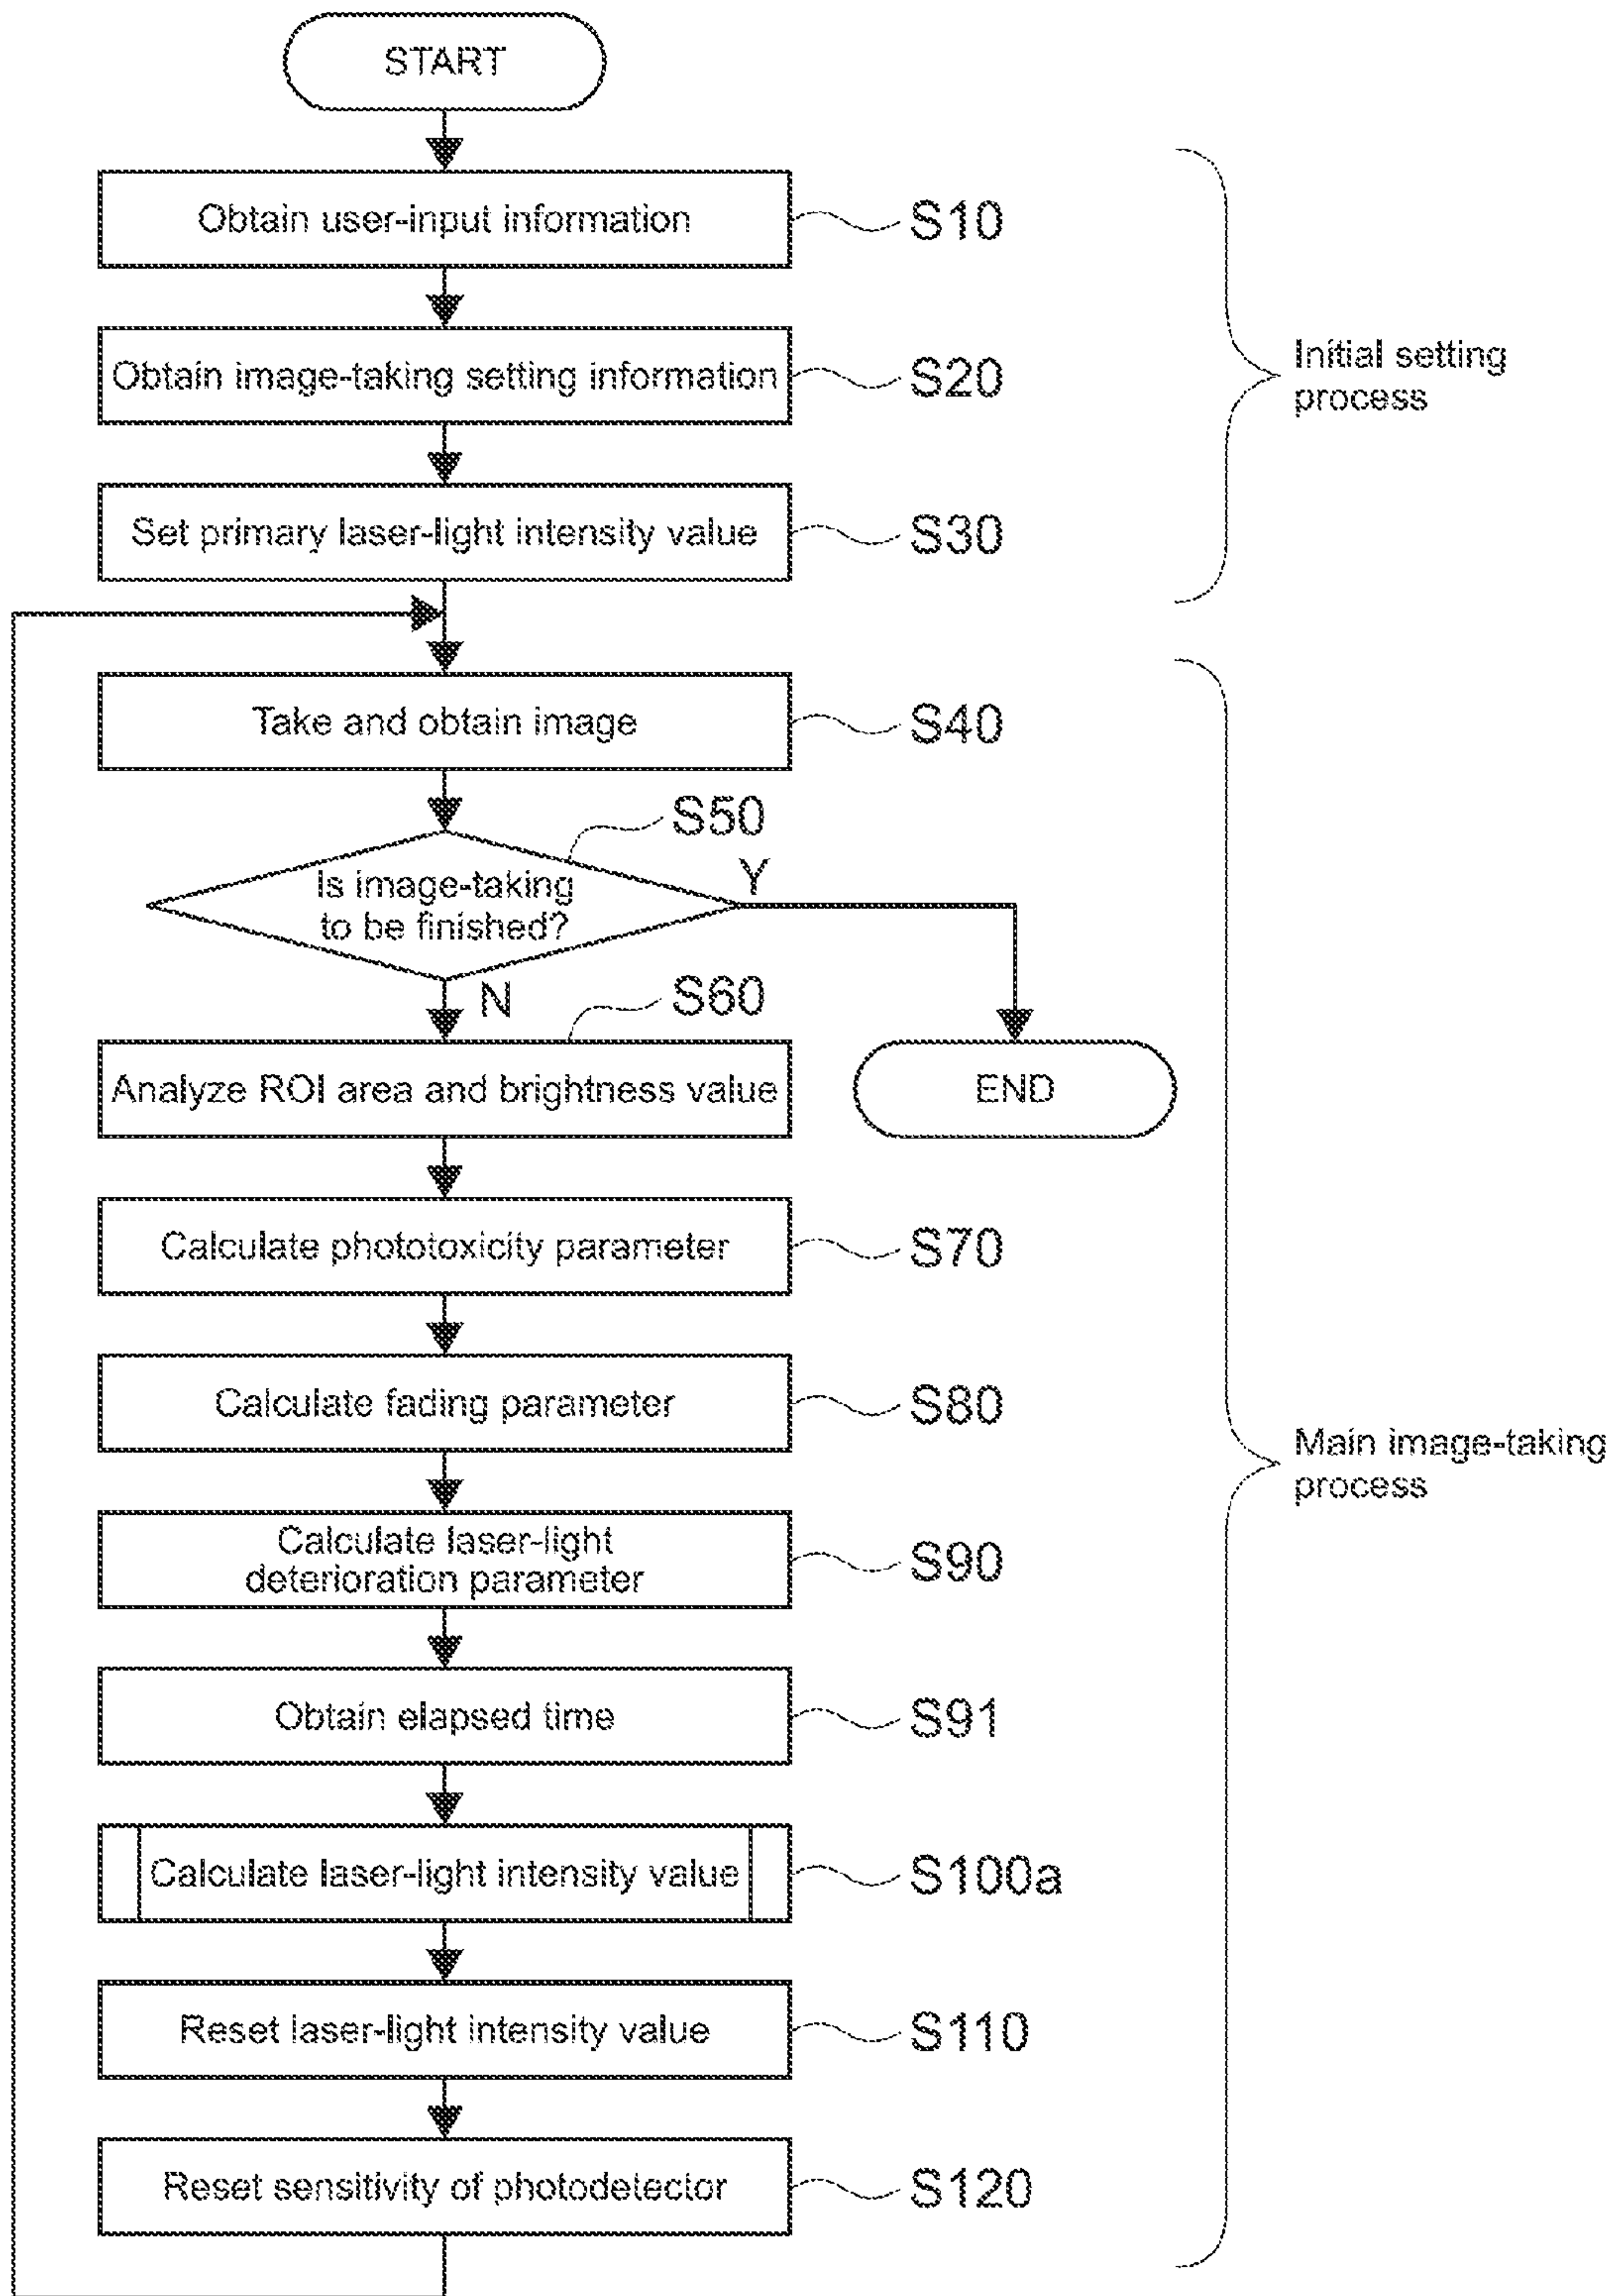 START
Obtain user-input information
S10
Obtain image-taking setting information
S20
Initial setting
process
Set primary laser-light intensity value
S30
Take and obtain image
S40
S50
Is image-taking
to be finished?
Y
N
S60
Analyze ROI area and brightness value
END
Calculate phototoxicity parameter
S70
Calculate fading parameter
S80
Main image-taking
process
Calculate laser-light
deterioration parameter
S90
Obtain elapsed time
S91
Calculate laser-light intensity value
S100a
Reset laser-light intensity value
S110
Reset sensitivity of photodetector
S120